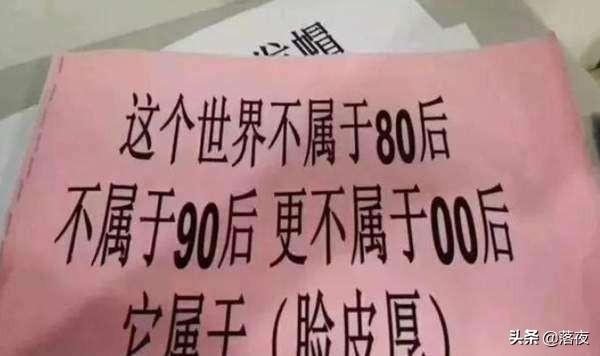 这个世界不属于80后
不属于90后 更不属于00后
它属于(脸皮厚)
头条 @落夜